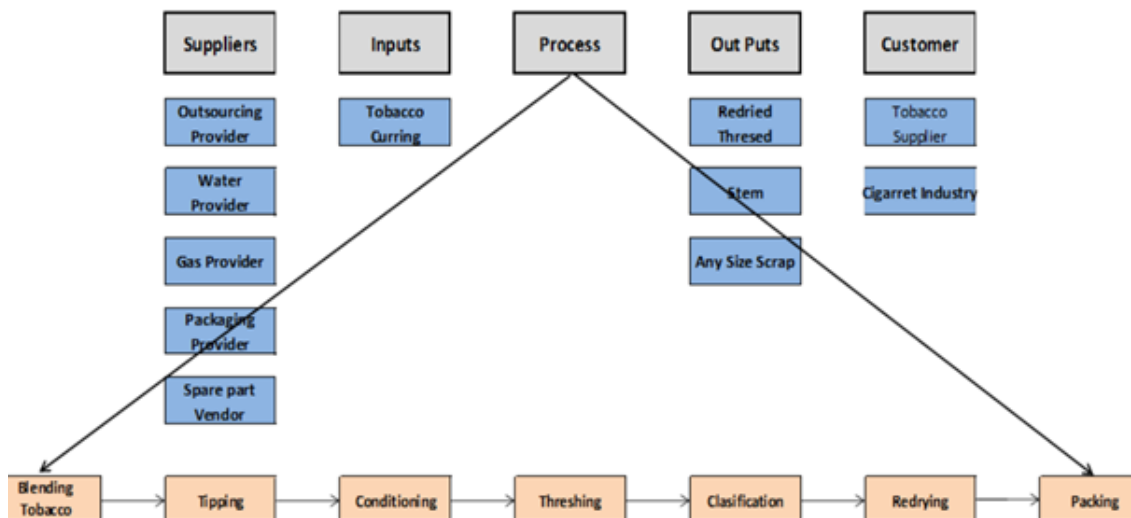 Suppliers
Inputs
Process
Out Puts
Customer
Outsourcing
Provider
Tobacco
Curring
Redried
Thresed
Tobacco
Supplier
Water
Provider
Stem
Cigarret Industry
Gas Provider
Any Size Scrap
Packaging
Provider
Spare part
Vendor
Blending
Tobacco
Tipping
Conditioning
Threshing
Clasification
Redrying
Packing